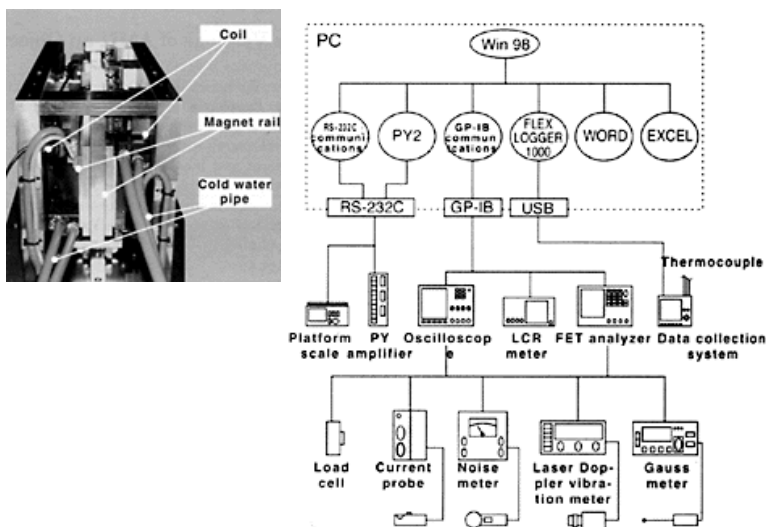 Coil
Magnet rail
Cold water
pipe
PC
Win 98
RS-232C
communi
cations
PY2
GP-IB
commun
cations
FLEX
LOGGER
1000
WORD
EXCEL
RS-232C
GP-IB
USB
Thermocouple
Platform
scale
PY
amplifier
Oscilloscop
e
LCR
meter
FET analyzer
Data collection
system
Load
cell
Current
probe
Noise
meter
Laser Dop-
pler vibra-
tion meter
Gauss
meter